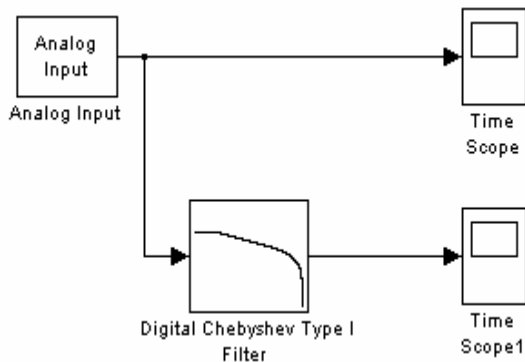 Analog
Input
Analog Input
Time
Scope
Digital Chebyshev Type I
Filter
Time
Scope1